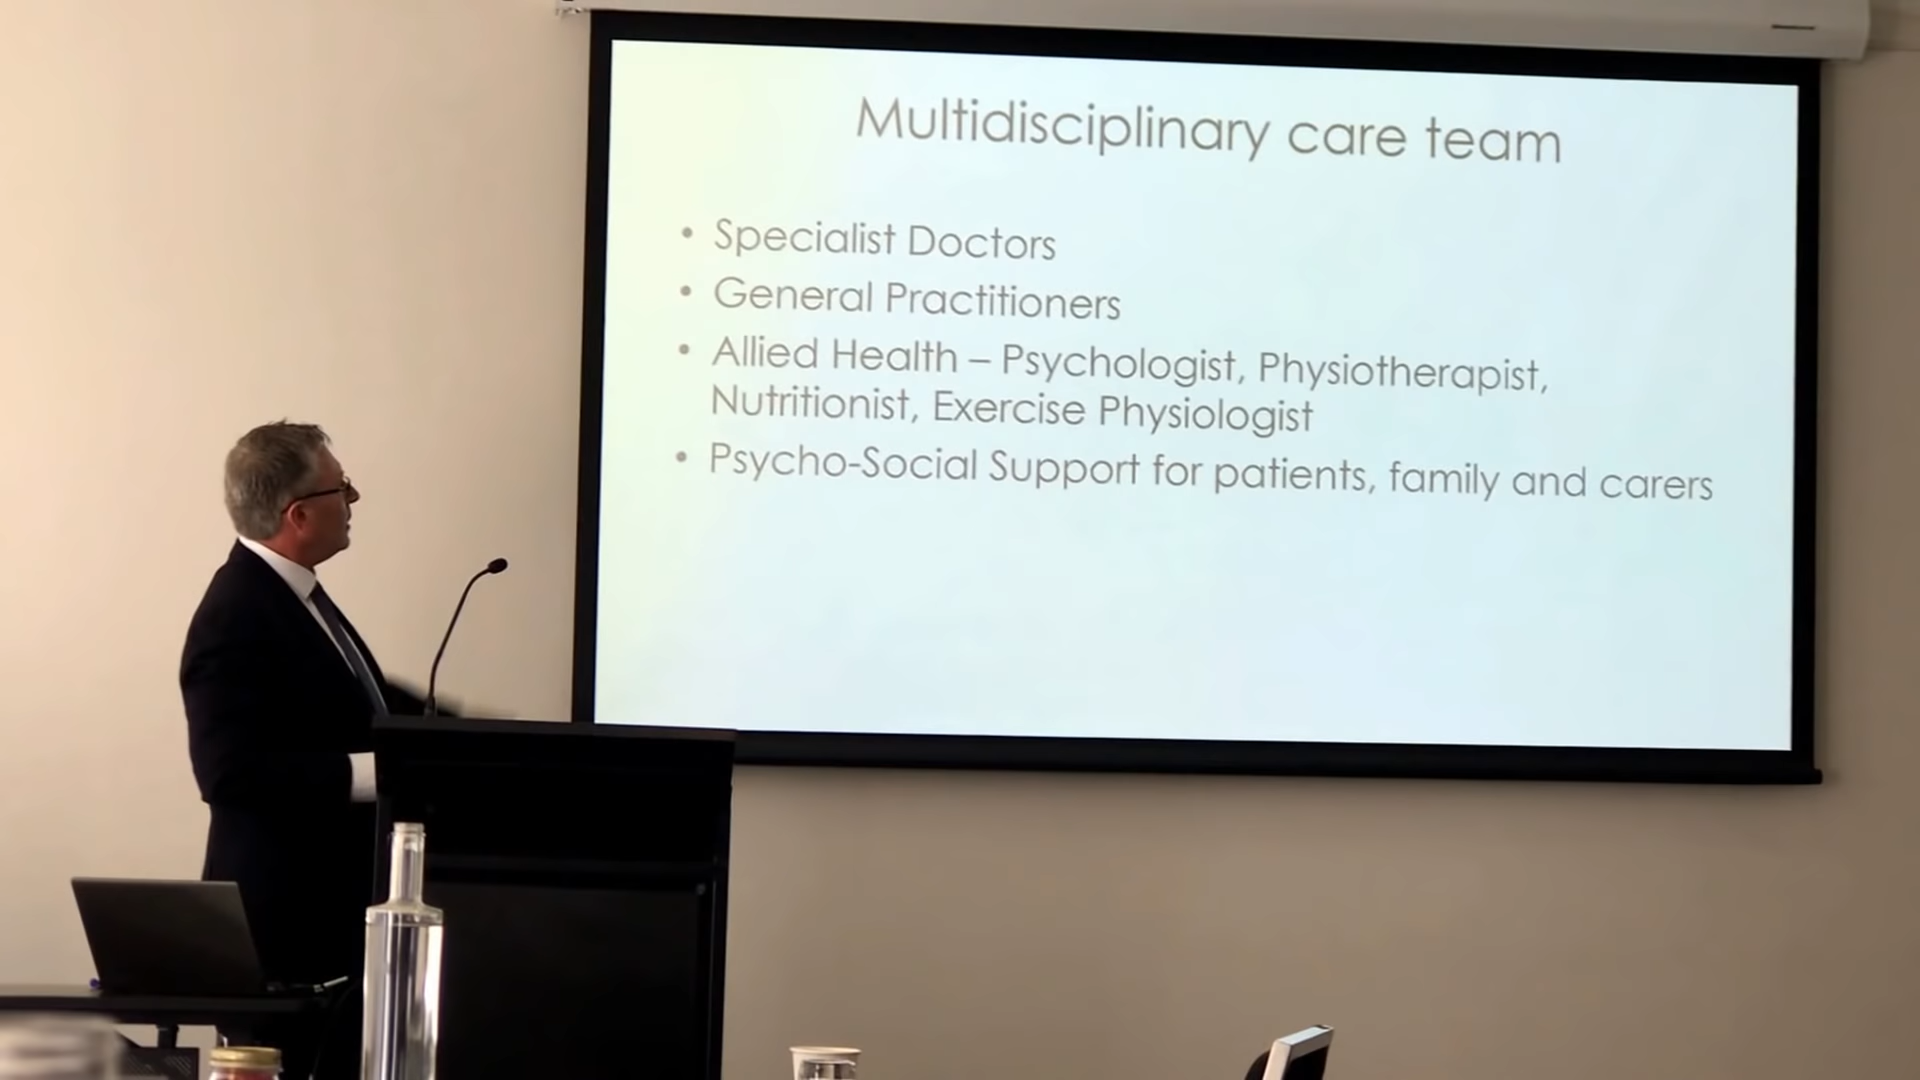 Multidisciplinary care team
• Specialist Doctors
• General Practitioners
• Allied Health – Psychologist, Physiotherapist,
Nutritionist, Exercise Physiologist
• Psycho-Social Support for patients, family and carers